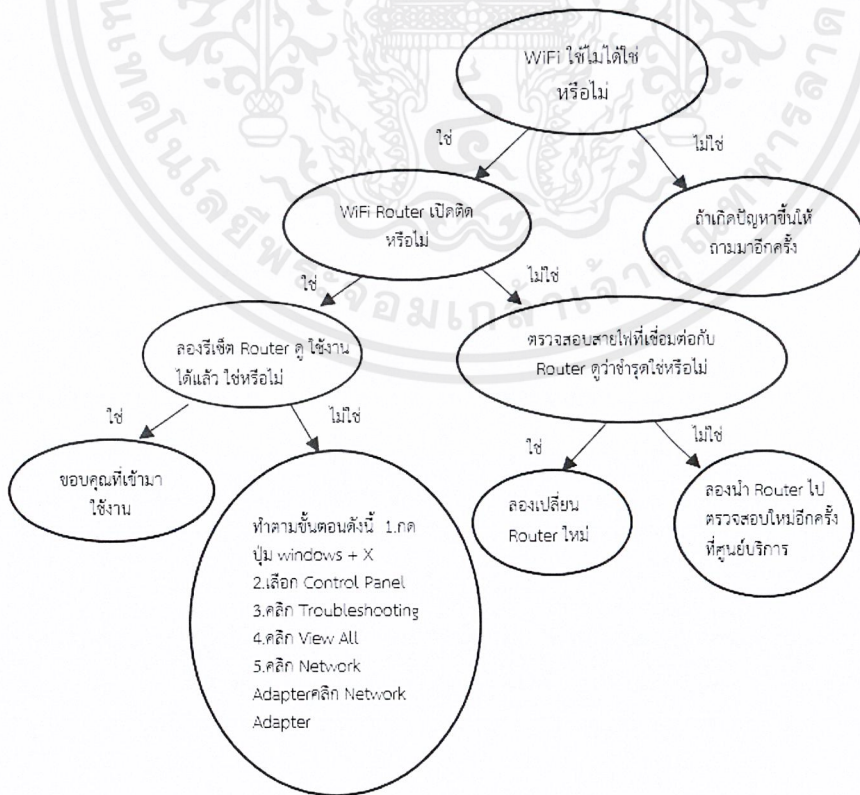 WiFi ใช้ไม่ได้ใช่
หรือไม่
ใช่
ไม่ใช่
WiFi Router เปิดติด
หรือไม่
ถ้าเกิดปัญหาขึ้นให้
ถามมาอีกครั้ง
ใช่
ไม่ใช่
ลองรีเซ็ต Router ดู ใช้งาน
ได้แล้ว ใช่หรือไม่
ตรวจสอบสายไฟที่เชื่อมต่อกับ
Router ดูว่าชำรุดใช่หรือไม่
ใช่
ไม่ใช่
ใช่
ไม่ใช่
ขอบคุณที่เข้ามา
ใช้งาน
ทำตามขั้นตอนดังนี้ 1.กด
ปุ่ม windows + X
2.เลือก Control Panel
3.คลิก Troubleshooting
4.คลิก View All
5.คลิก Network
Adapterคลิก Network
Adapter
ลองเปลี่ยน
Router ใหม่
ลองนำ Router ไป
ตรวจสอบใหม่อีกครั้ง
ที่ศูนย์บริการ